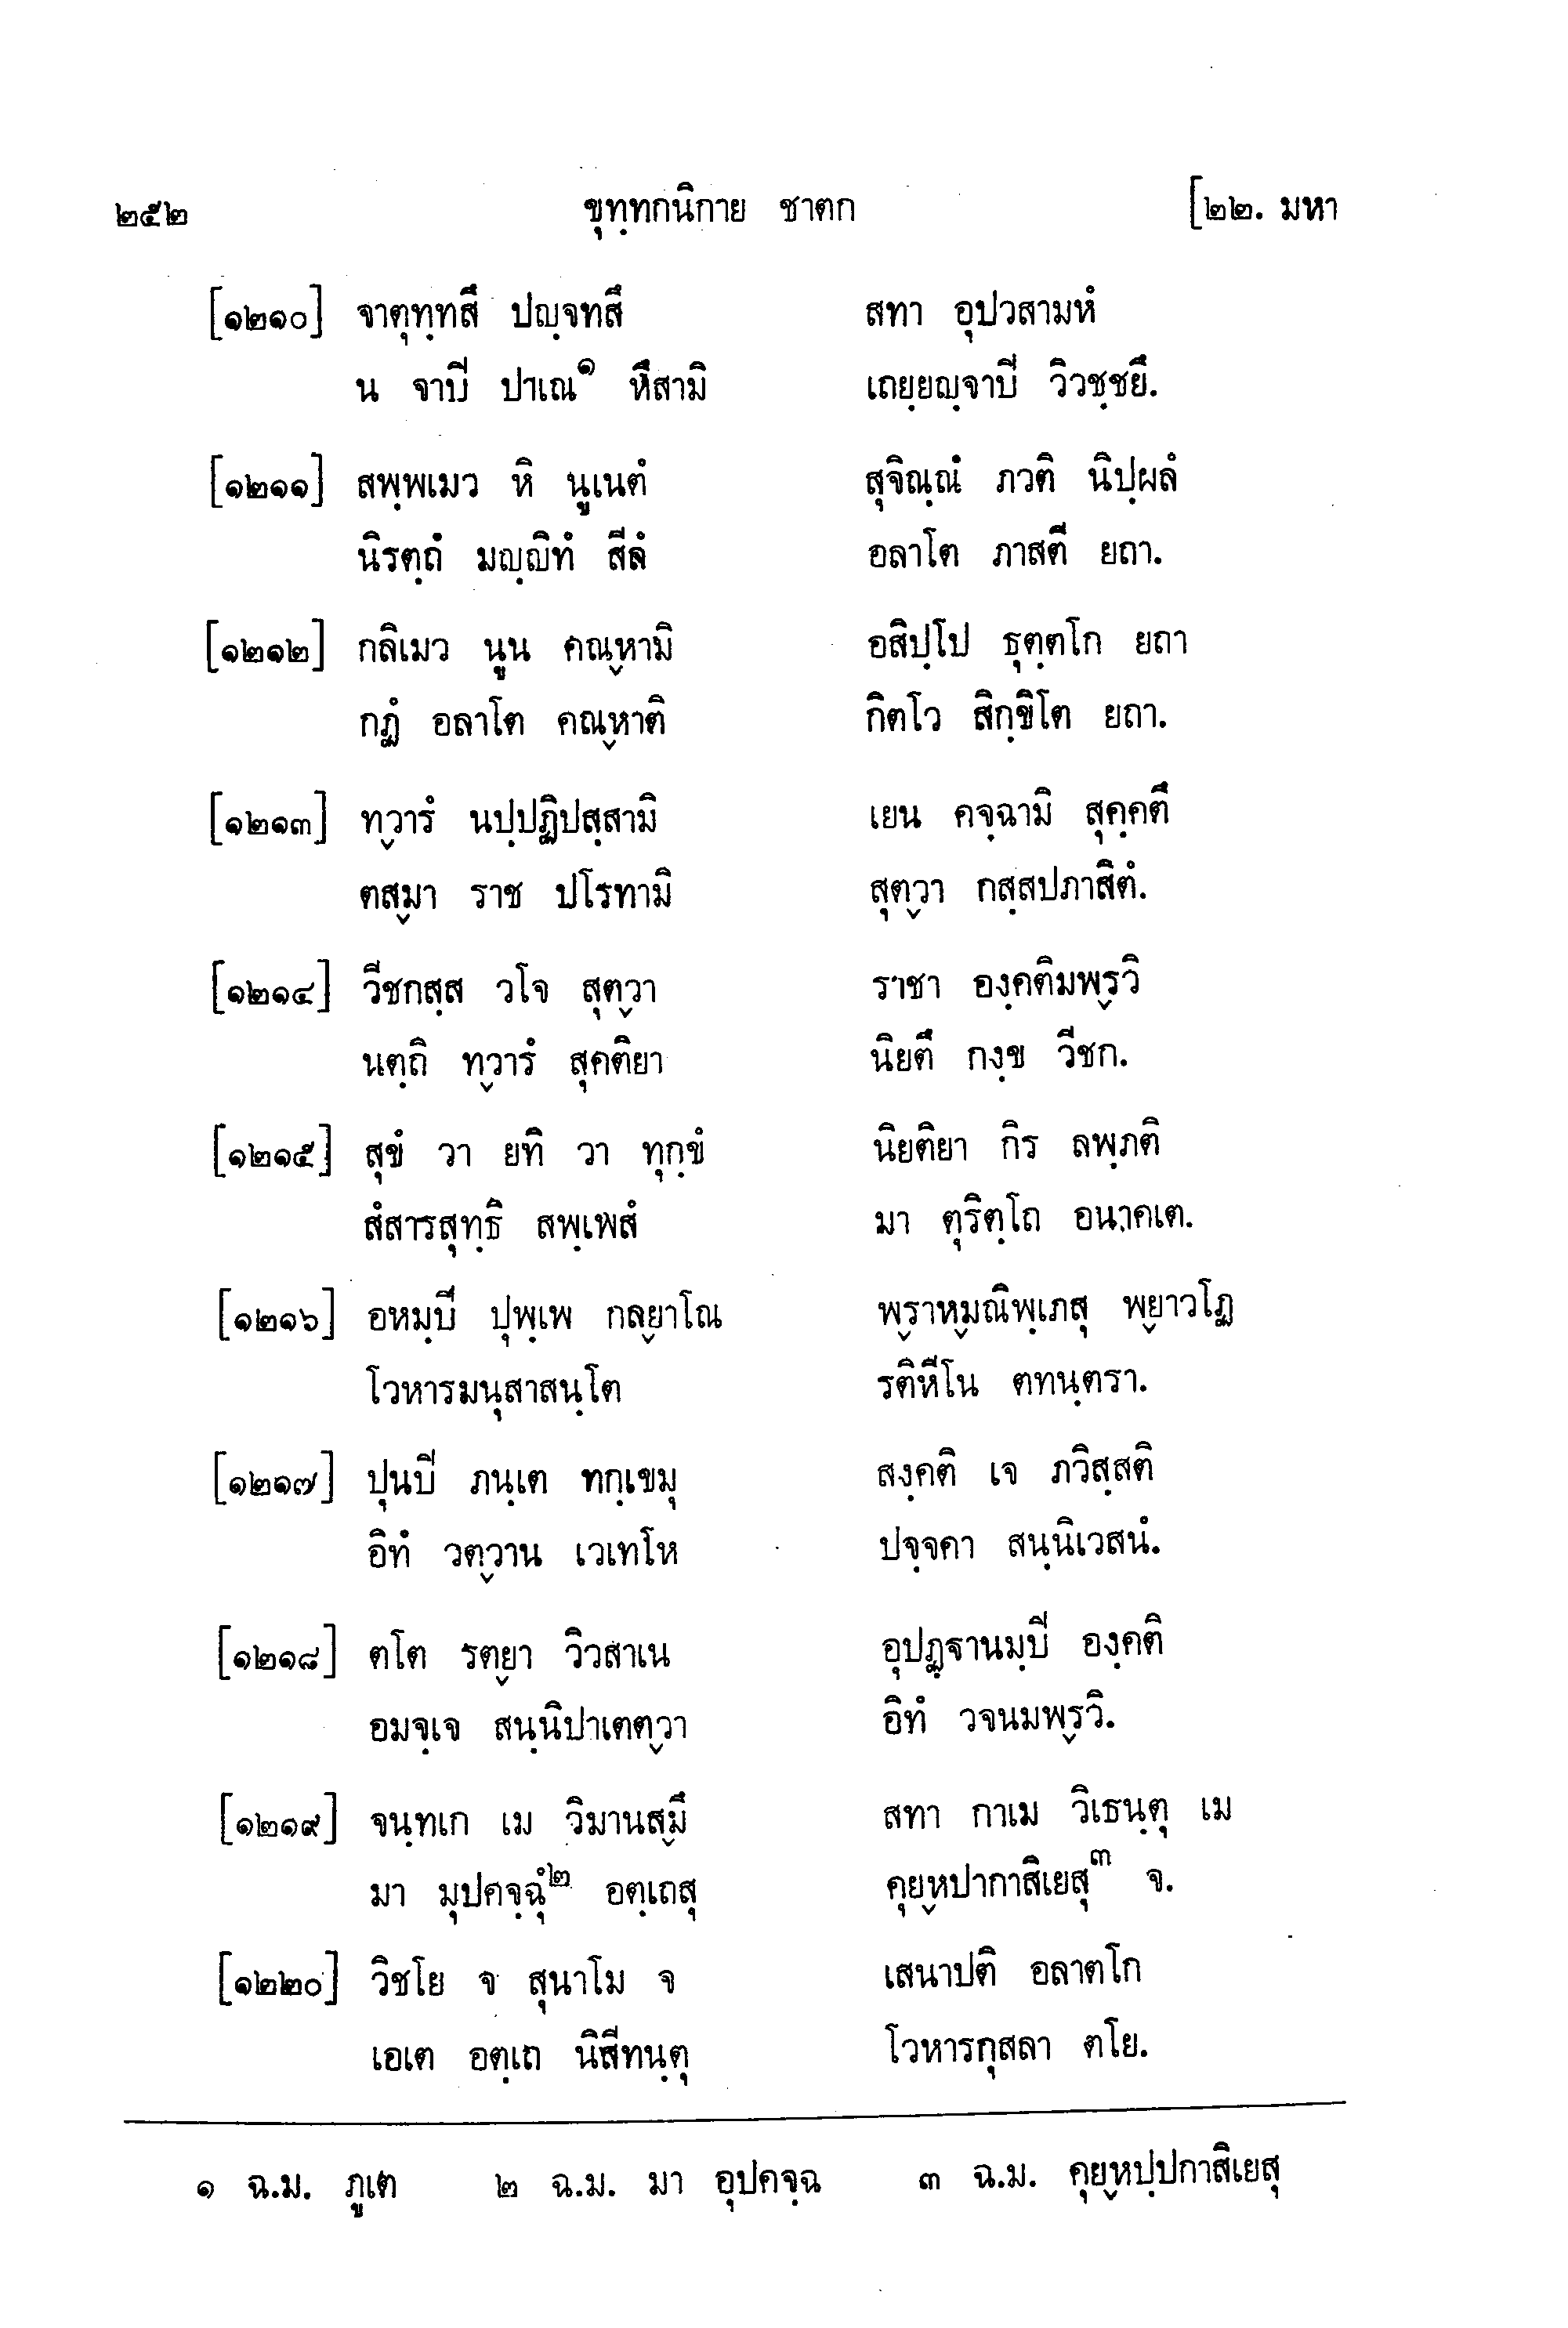 ๒๕๒ ขุทฺทกนิกาย ชาตก [๒๒. มหา
[๑๒๑๐] จาตุทฺทสึ ปญฺจทสึ สทา อุปวสามหํ
น จาปิ ปาเณ๑ หึสามิ เถยฺยญฺจาปิ วิวชฺชยึ.
[๑๒๑๑] สพฺพเมว หิ นูเนตํ สุจิณฺณํ ภวติ นิปฺผลํ
นิรตฺถํ มญฺญิทํ สีลํ อลาโต ภาสตี ยถา.
[๑๒๑๒] กลิเมว นูน คณฺหามิ อสิปฺโป ธุตฺตโก ยถา
กฏํ อลาโต คณฺหาติ กิตโว สิกฺขิโต ยถา.
[๑๒๑๓] ทฺวารํ นปฺปฏิปสฺสามิ เยน คจฺฉามิ สุคฺคตึ
ตสฺมา ราช ปโรทามิ สุตฺวา กสฺสปภาสิตํ.
[๑๒๑๔] วีชกสฺส วโจ สุตฺวา ราชา องฺคติมพฺรวิ
นตฺถิ ทฺวารํ สุคติยา นิยตึ กงฺข วีชก.
[๑๒๑๕] สุขํ วา ยทิ วา ทุกฺขํ นิยติยา กิร ลพฺภติ
สํสารสุทฺธิ สพฺเพสํ มา ตุริตฺโถ อนาคเต.
[๑๒๑๖] อหมฺปิ ปุพฺเพ กลฺยาโณ พฺราหฺมณิพฺเภสุ พฺยาวโฏ
โวหารมนุสาสนฺโต รติหีโน ตทนฺตรา.
[๑๒๑๗] ปุนปิ ภนฺเต ทกฺเขมุ สงฺคติ เจ ภวิสฺสติ
อิทํ วตฺวาน เวเทโห ปจฺจคา สนฺนิเวสนํ.
[๑๒๑๘] ตโต รตฺยา วิวสาเน อุปฏฺฐานมฺปิ องฺคติ
อมจฺเจ สนฺนิปาเตตฺวา อิทํ วจนมพฺรวิ.
[๑๒๑๙] จนฺทเก เม วิมานสฺมึ สทา กาเม วิเธนฺตุ เม
มา มุปคจฺฉุํ๒ อตฺเถสุ คุยฺหปากาสิเยสุ๓ จ.
[๑๒๒๐] วิชโย จ สุนาโม จ เสนาปติ อลาตโก
เอเต อตฺเถ นิสีทนฺตุ โวหารกุสลา ตโย.
๑ ฉ.ม. ภูเต ๒ ฉ.ม. มา อุปคจฺฉ ๓ ฉ.ม. คุยฺหปฺปกาสิเยสุ